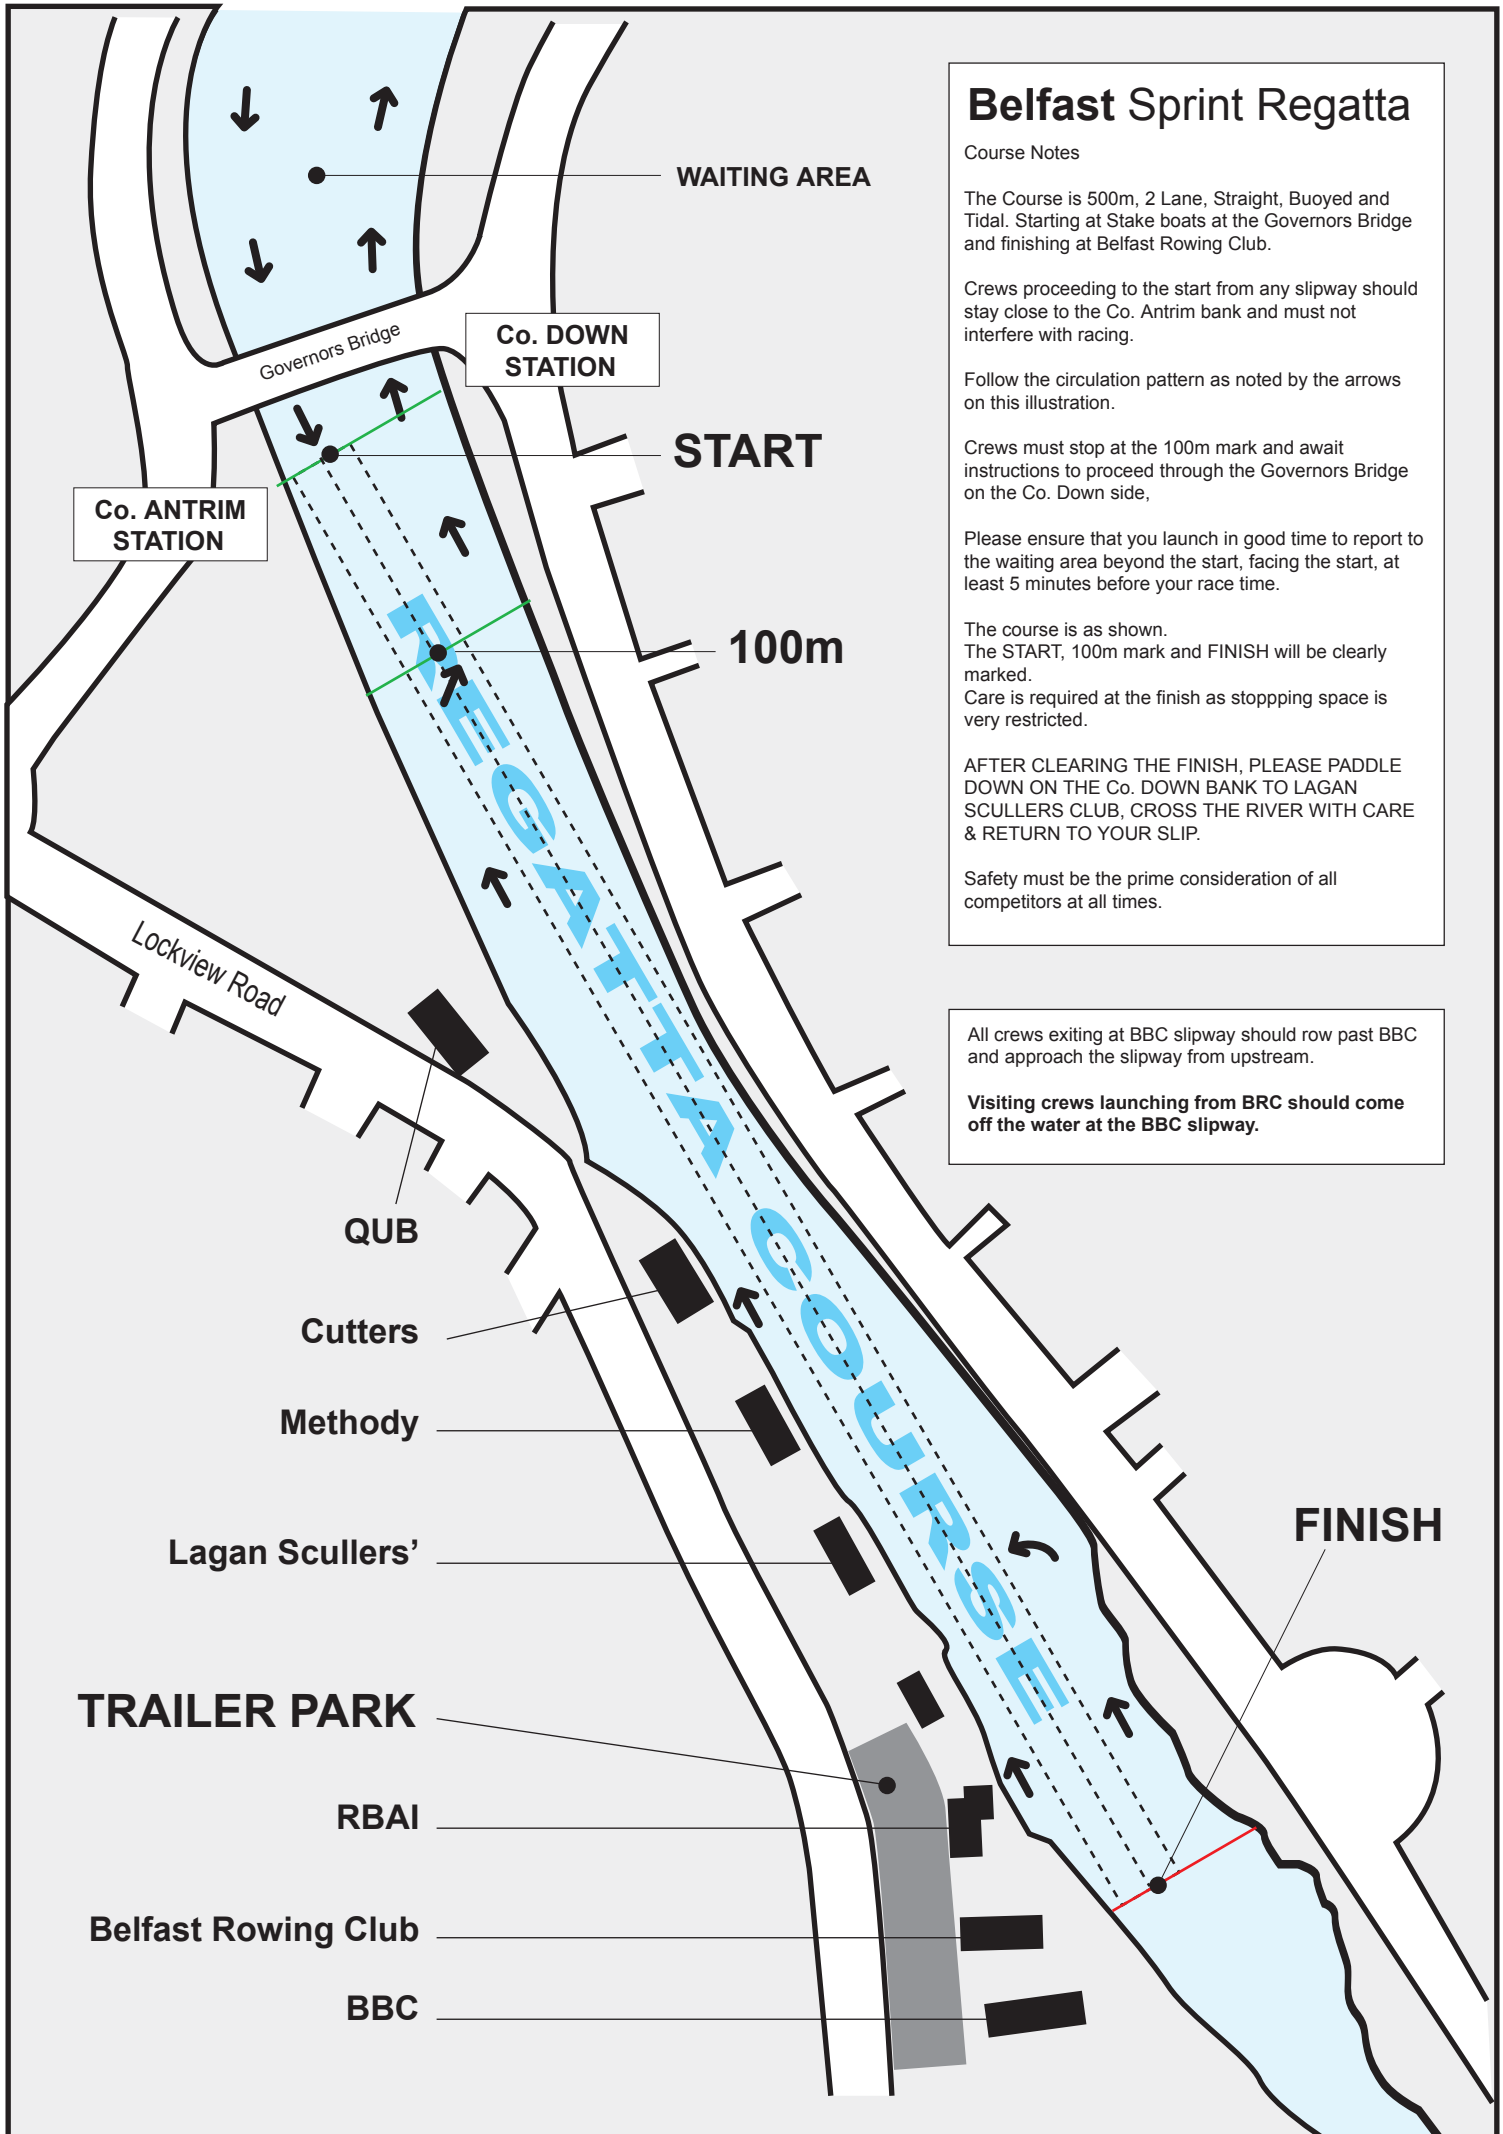 Belfast Sprint Regatta
Course Notes
The Course is 500m, 2 Lane, Straight, Buoyed and
Tidal. Starting at Stake boats at the Governors Bridge
and finishing at Belfast Rowing Club.
Crews proceeding to the start from any slipway should
stay close to the Co. Antrim bank and must not
interfere with racing.
Follow the circulation pattern as noted by the arrows
on this illustration.
Crews must stop at the 100m mark and await
instructions to proceed through the Governors Bridge
on the Co. Down side,
Please ensure that you launch in good time to report to
the waiting area beyond the start, facing the start, at
least 5 minutes before your race time.
The course is as shown.
The START, 100m mark and FINISH will be clearly
marked.
Care is required at the finish as stoppping space is
very restricted.
AFTER CLEARING THE FINISH, PLEASE PADDLE
DOWN ON THE Co. DOWN BANK TO LAGAN
SCULLERS CLUB, CROSS THE RIVER WITH CARE
& RETURN TO YOUR SLIP.
Safety must be the prime consideration of all
competitors at all times.
All crews exiting at BBC slipway should row past BBC
and approach the slipway from upstream.
Visiting crews launching from BRC should come
off the water at the BBC slipway.
WAITING AREA
Governors Bridge
Co. DOWN
STATION
START
Co. ANTRIM
STATION
100m
REGATTA COURSE
Lockview Road
QUB
Cutters
Methody
Lagan Scullers’
FINISH
TRAILER PARK
RBAI
Belfast Rowing Club
BBC